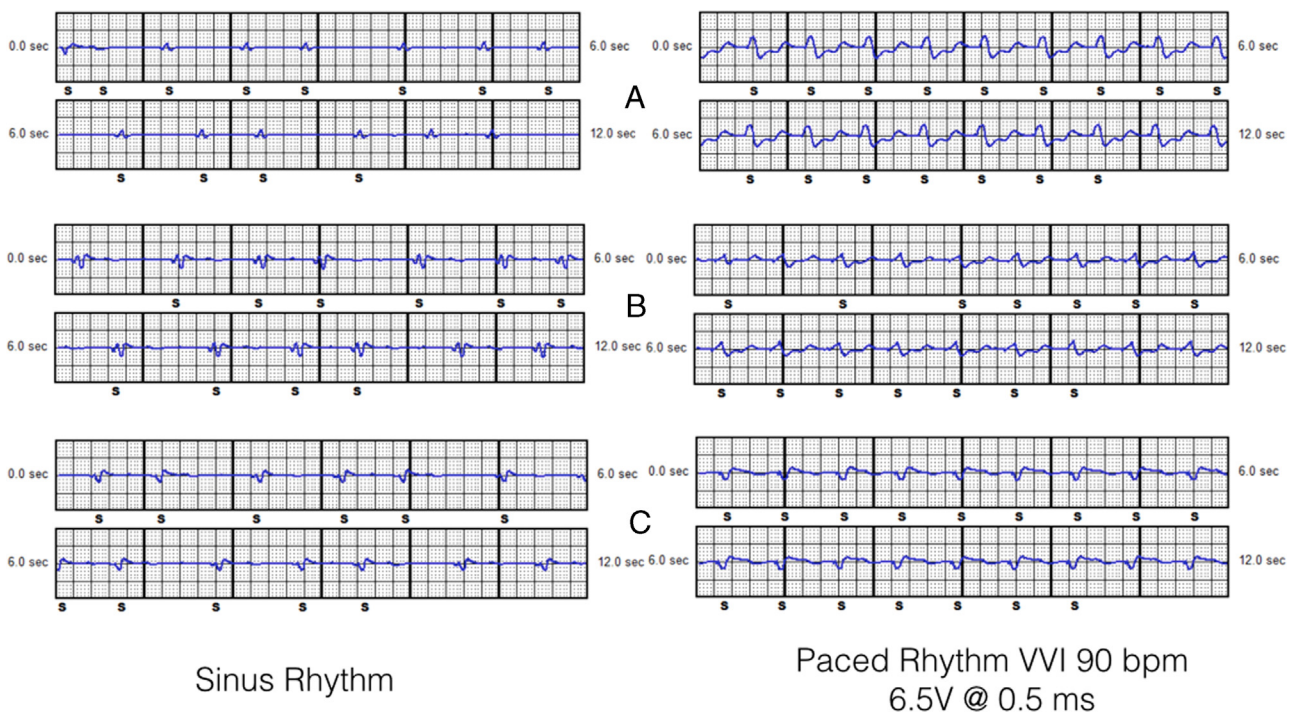 0.0 sec 6.0 sec
S S S S S S S S
6.0 sec 12.0 sec
S S S S
A
0.0 sec 6.0 sec
S S S S S S S S S
6.0 sec 12.0 sec
S S S S S S S
0.0 sec 6.0 sec
S S S S S S
6.0 sec 12.0 sec
S S S S
B
0.0 sec 6.0 sec
S S S S S S S
6.0 sec 12.0 sec
S S S S S S S
0.0 sec 6.0 sec
S S S S S S
6.0 sec 12.0 sec
S S S S S
C
0.0 sec 6.0 sec
S S S S S S S S S
6.0 sec 12.0 sec
S S S S S S S
Sinus Rhythm
Paced Rhythm VVI 90 bpm
6.5V @ 0.5 ms